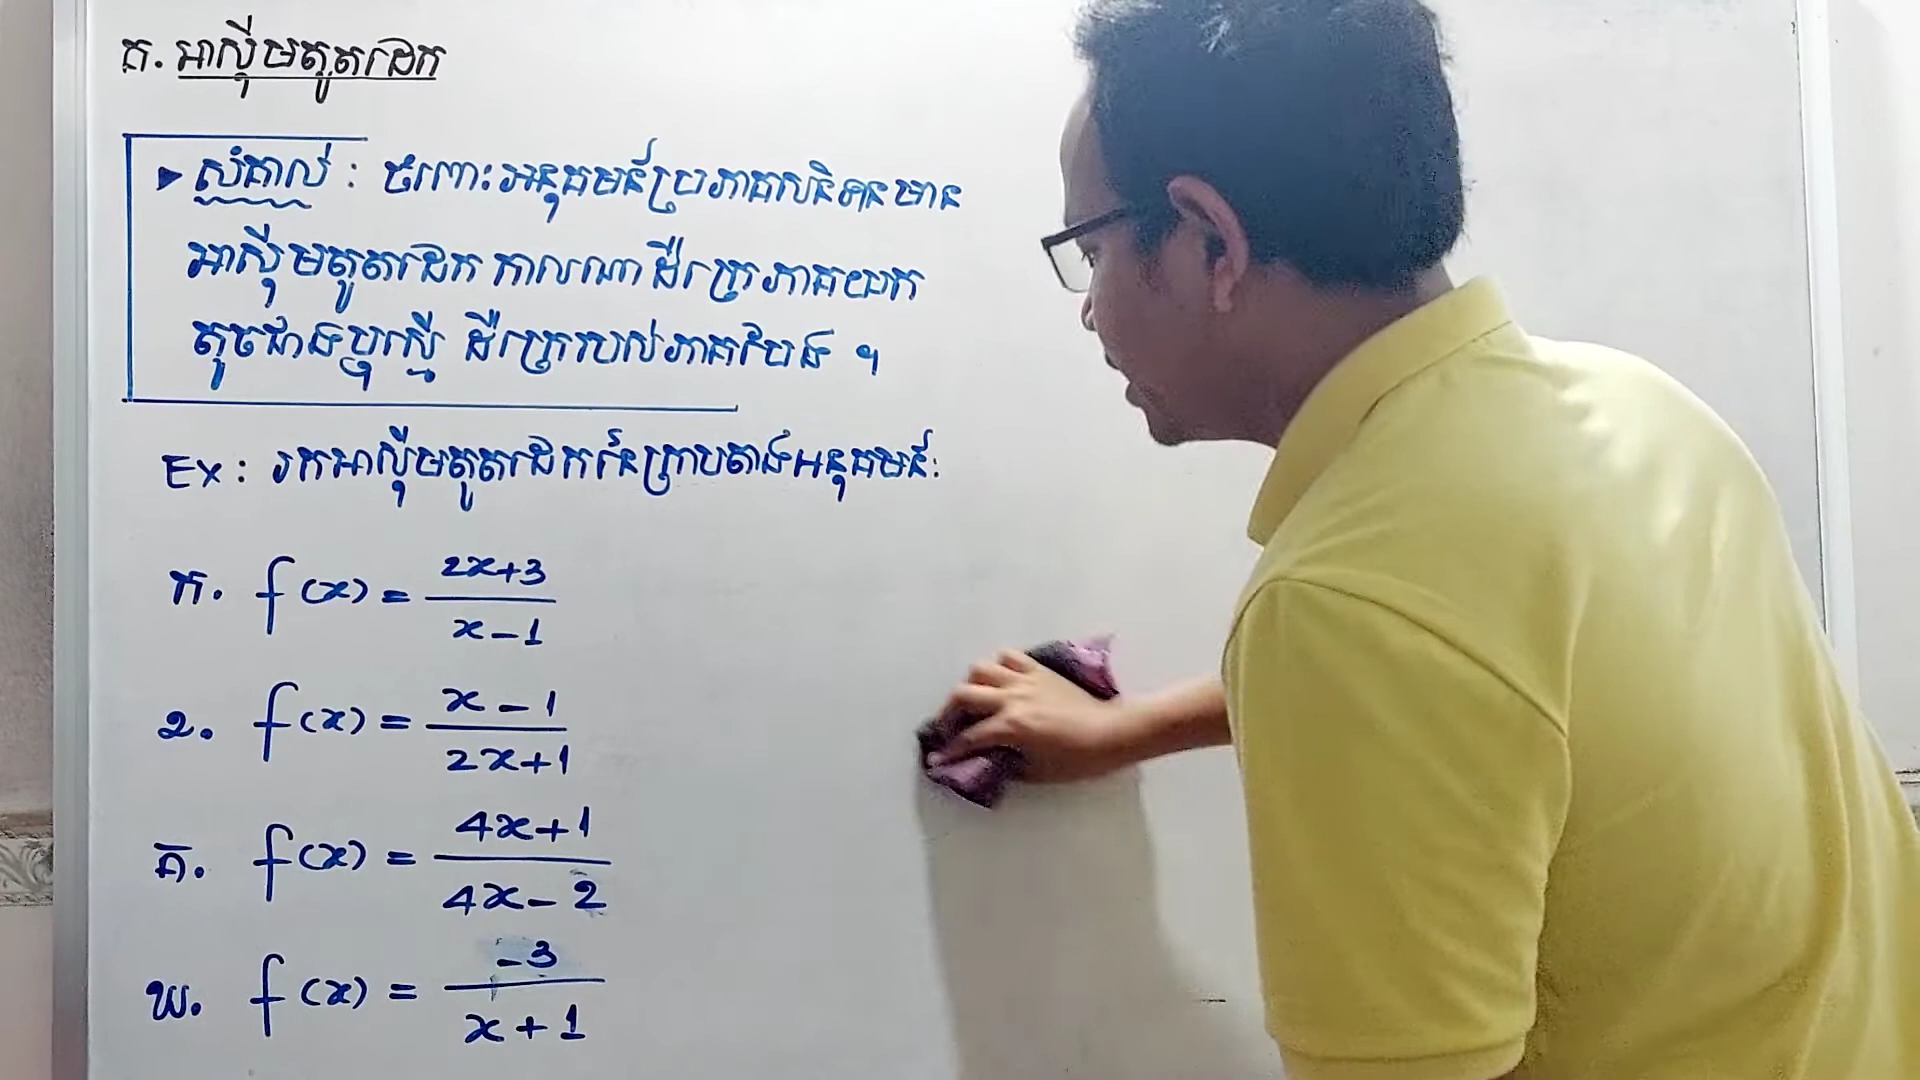 គ. អាស៊ីមតូតដេក
▸ សំគាល់ : ចំពោះអនុគមន៍ប្រភាគសនិទានមាន
អាស៊ីមតូតដេក កាលណាដឺក្រេភាគយក
តូចជាងឬស្មើ ដឺក្រេរបស់ភាគបែង ។
Ex : រកអាស៊ីមតូតដេកនៃក្រាបតាងអនុគមន៍:
ក. f(x) = (2x+3)/(x-1)
ខ. f(x) = (x-1)/(2x+1)
គ. f(x) = (4x+1)/(4x-2)
ឃ. f(x) = -3/(x+1)